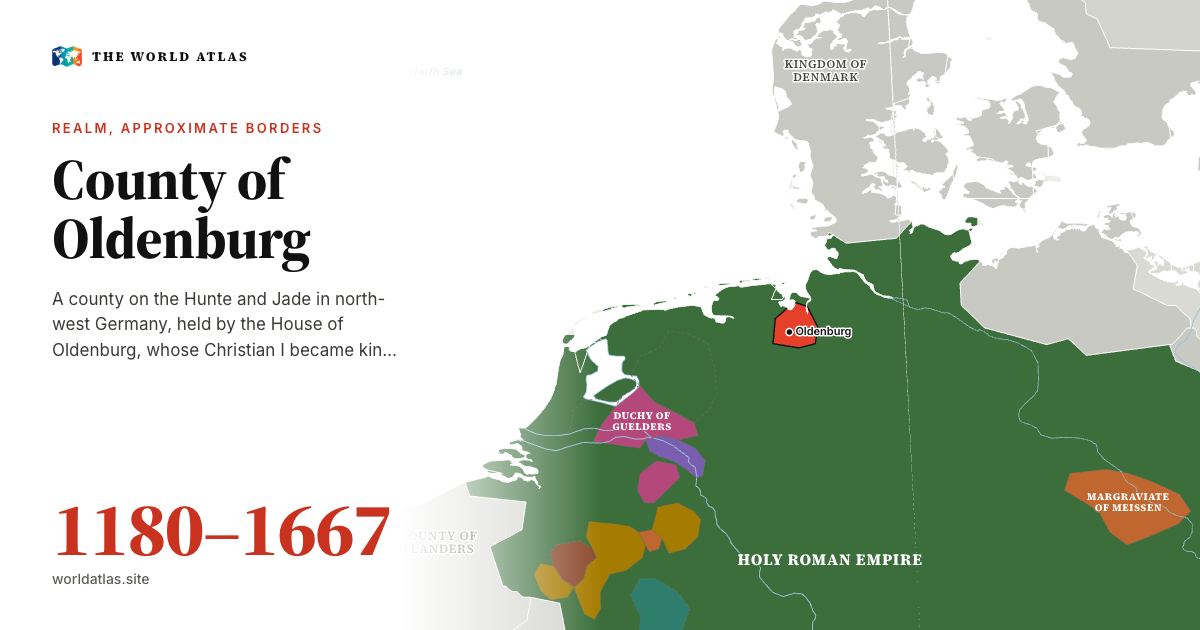 THE WORLD ATLAS
REALM, APPROXIMATE BORDERS
County of
Oldenburg
A county on the Hunte and Jade in north-
west Germany, held by the House of
Oldenburg, whose Christian I became kin…
1180–1667
worldatlas.site
North Sea
KINGDOM OF
DENMARK
Oldenburg
DUCHY OF
GUELDERS
MARGRAVIATE
OF MEISSEN
OUNTY OF
LANDERS
HOLY ROMAN EMPIRE